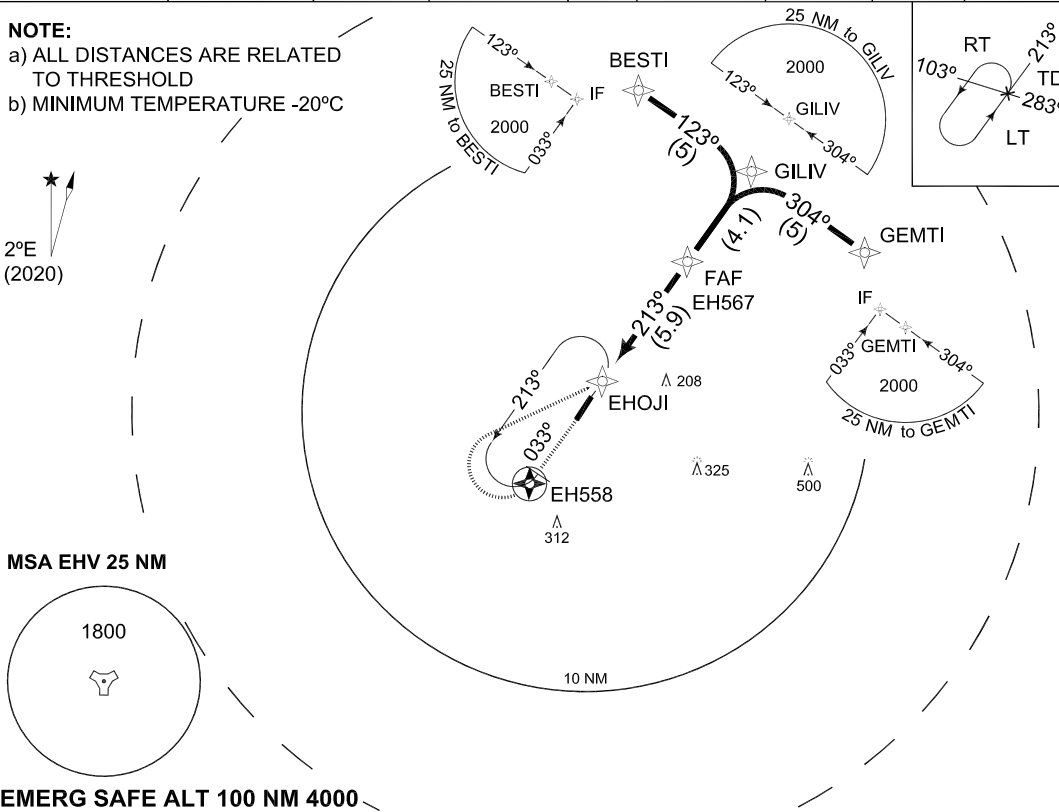 NOTE:
a) ALL DISTANCES ARE RELATED
TO THRESHOLD
b) MINIMUM TEMPERATURE -20ºC
2ºE
(2020)
123º
BESTI
IF
2000
033º
25 NM to BESTI
BESTI
123º
(5)
25 NM to GILIV
2000
123º
GILIV
304º
GILIV
304º
(5)
GEMTI
(4.1)
FAF
EH567
213º
(5.9)
IF
GEMTI
033º
304º
2000
25 NM to GEMTI
RT
213º
103º
TD
283º
LT
213º
EHOJI
208
033º
EH558
325
500
312
10 NM
MSA EHV 25 NM
1800
EMERG SAFE ALT 100 NM 4000